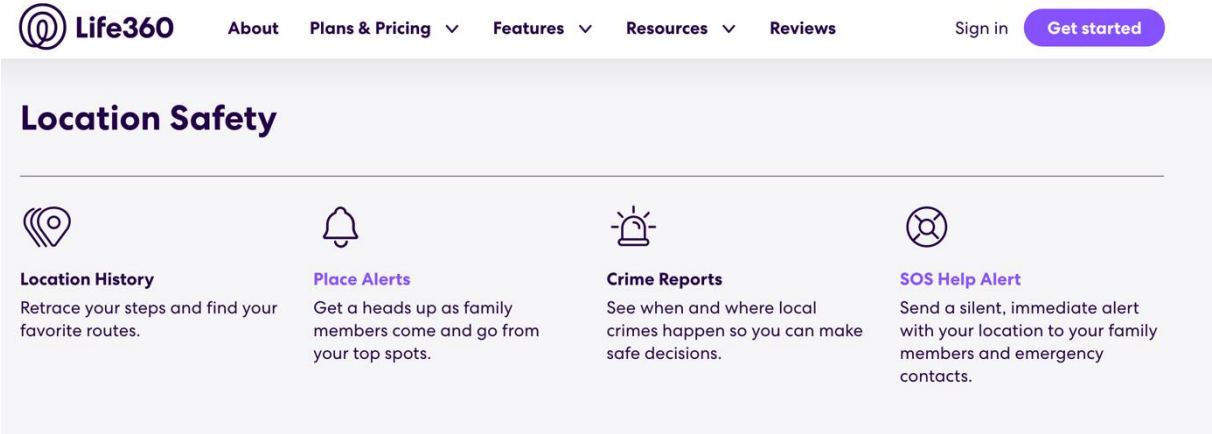 Life360 About Plans & Pricing Features Resources Reviews Sign in Get started
Location Safety
Location History
Retrace your steps and find your
favorite routes.
Place Alerts
Get a heads up as family
members come and go from
your top spots.
Crime Reports
See when and where local
crimes happen so you can make
safe decisions.
SOS Help Alert
Send a silent, immediate alert
with your location to your family
members and emergency
contacts.